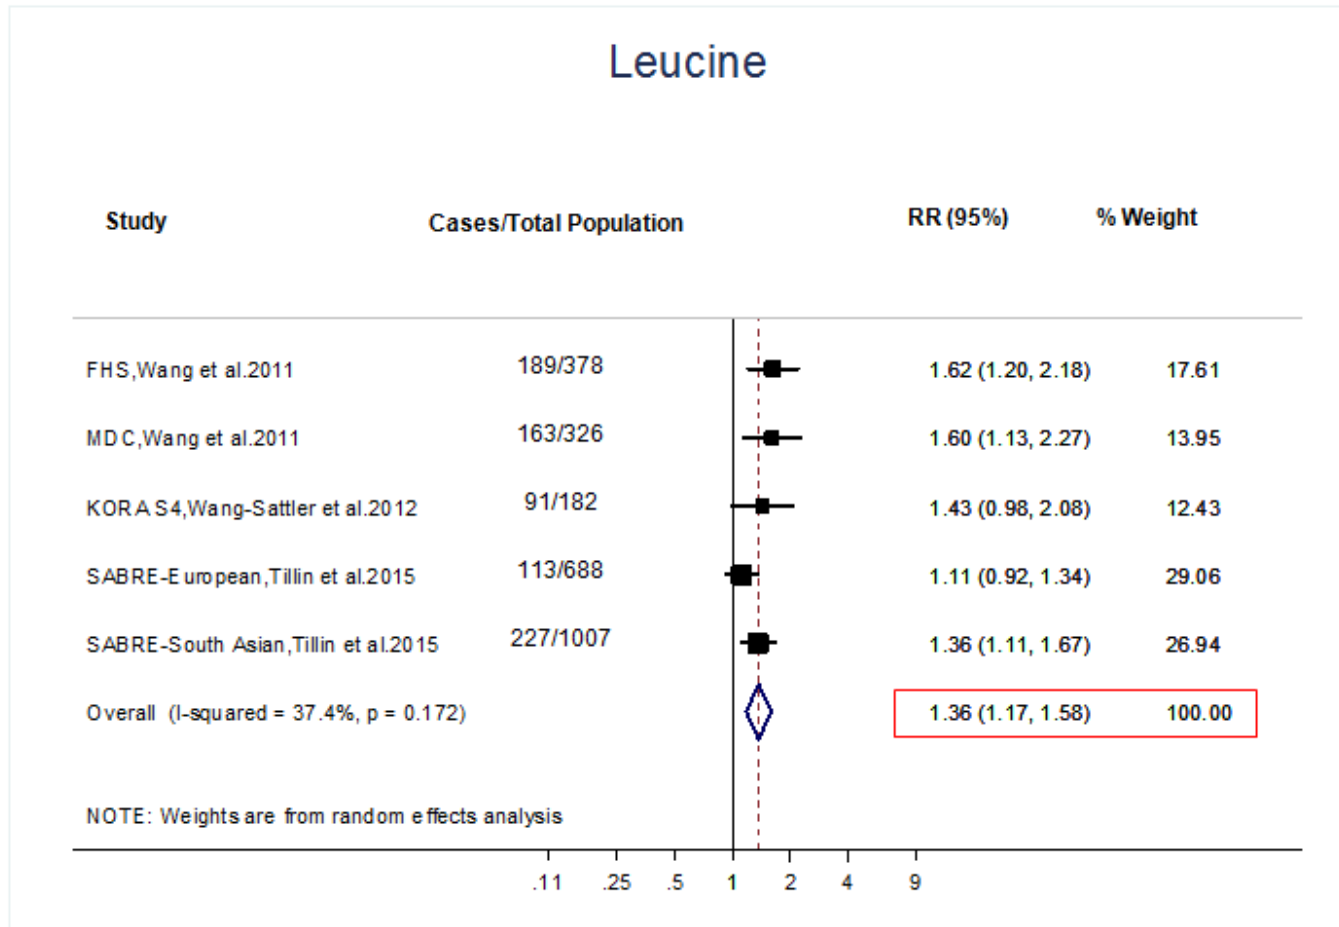 Leucine
Study Cases/Total Population RR (95%) % Weight
FHS,Wang et al.2011 189/378 1.62 (1.20, 2.18) 17.61
MDC,Wang et al.2011 163/326 1.60 (1.13, 2.27) 13.95
KORA S4,Wang-Sattler et al.2012 91/182 1.43 (0.98, 2.08) 12.43
SABRE-European,Tillin et al.2015 113/688 1.11 (0.92, 1.34) 29.06
SABRE-South Asian,Tillin et al.2015 227/1007 1.36 (1.11, 1.67) 26.94
Overall (I-squared = 37.4%, p = 0.172) 1.36 (1.17, 1.58) 100.00
NOTE: Weights are from random effects analysis
.11 .25 .5 1 2 4 9